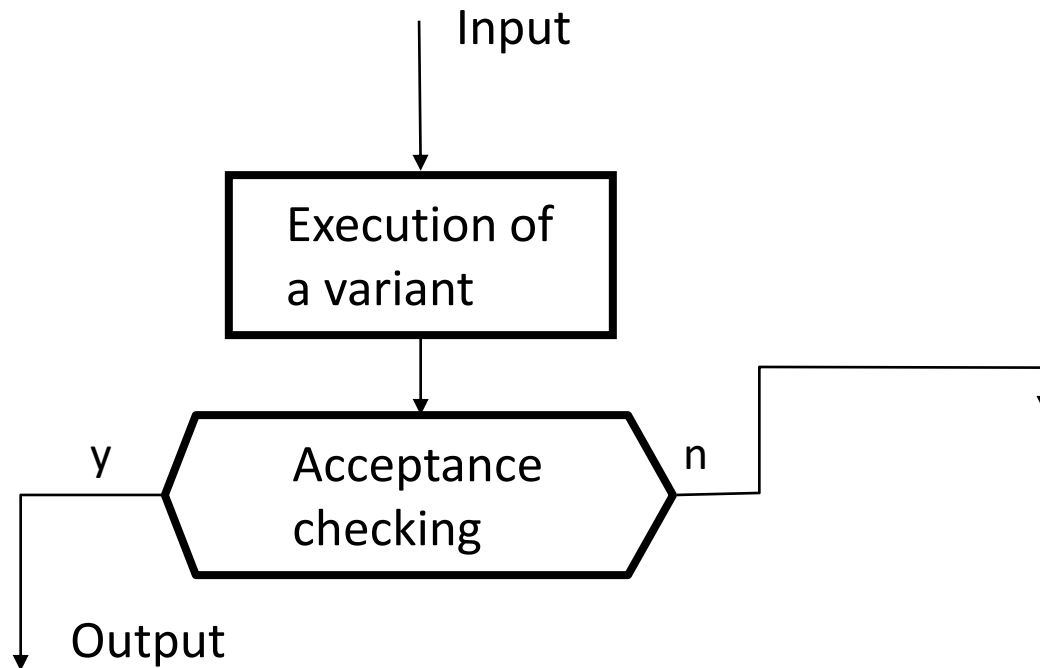 Input
Execution of
a variant
y
n
Acceptance
checking
Output